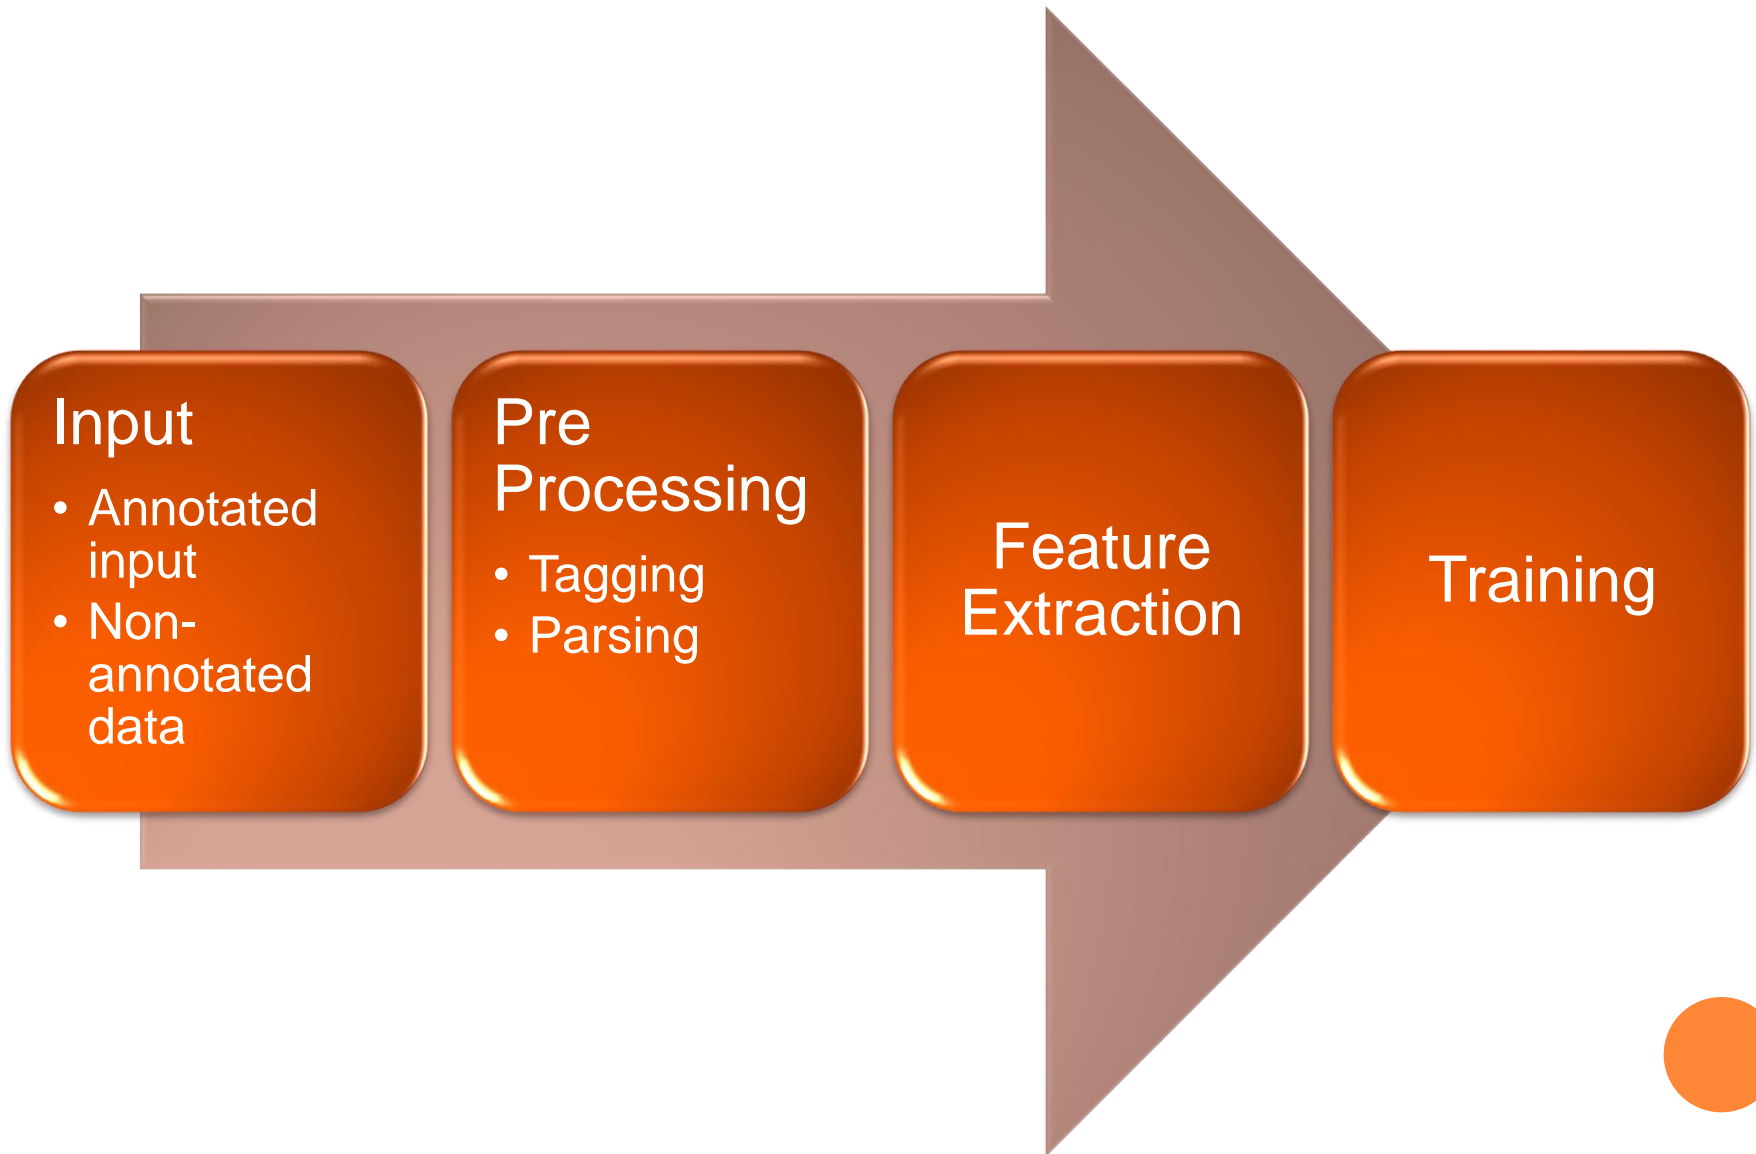 Input
• Annotated
input
• Non-
annotated
data
Pre
Processing
• Tagging
• Parsing
Feature
Extraction
Training